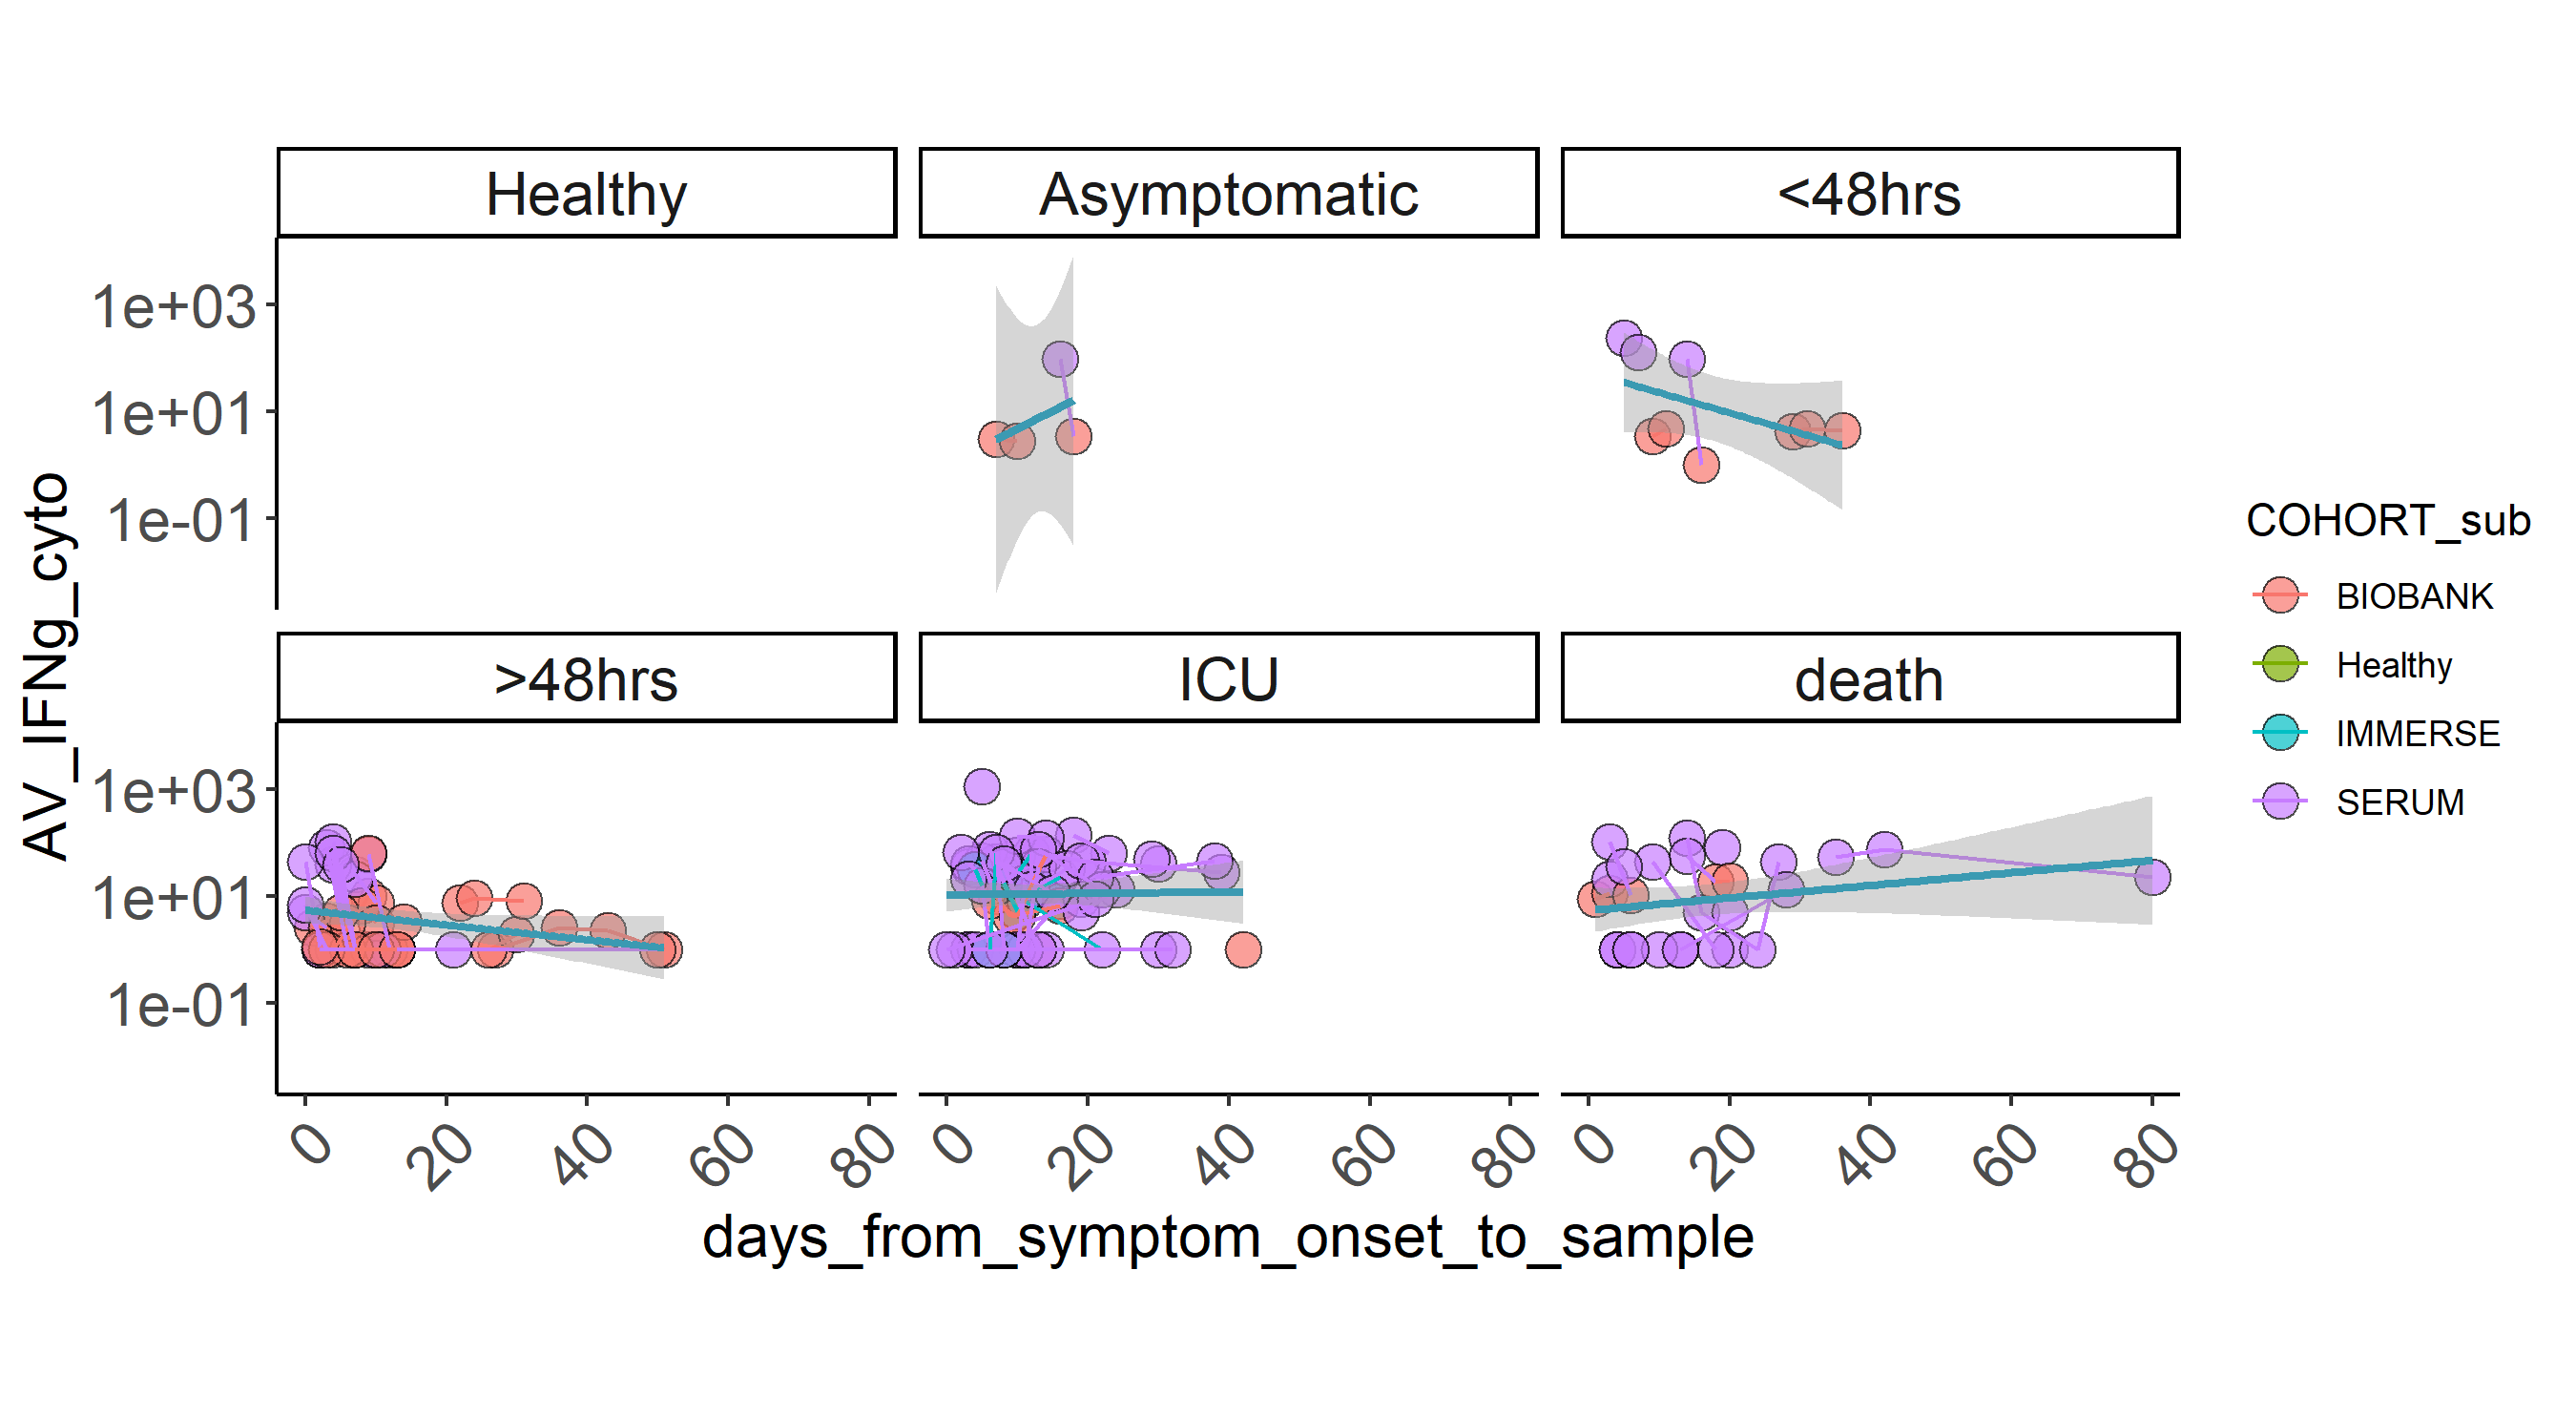 Healthy
Asymptomatic
<48hrs
1e+03
1e+01
1e-01
>48hrs
ICU
death
1e+03
1e+01
1e-01
0 20 40 60 80
0 20 40 60 80
0 20 40 60 80
days_from_symptom_onset_to_sample
AV_IFNg_cyto
COHORT_sub
BIOBANK
Healthy
IMMERSE
SERUM